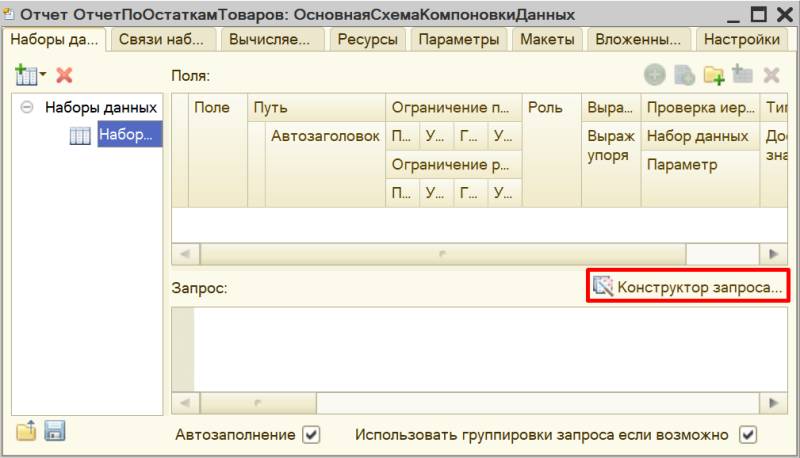 Отчет ОтчетПоОстаткамТоваров: ОсновнаяСхемаКомпоновкиДанных
Наборы да... Связи наб... Вычисляе... Ресурсы Параметры Макеты Вложенны... Настройки
Поля:
Наборы данных
Набор...
Поле Путь Ограничение п... Роль Выра... Проверка иер... Тип
Автозаголовок П... У... Г... У... Выраж Набор данных Дос
упоря зна
Ограничение р... Параметр
П... У... Г... У...
Запрос:
Конструктор запроса...
Автозаполнение Использовать группировки запроса если возможно